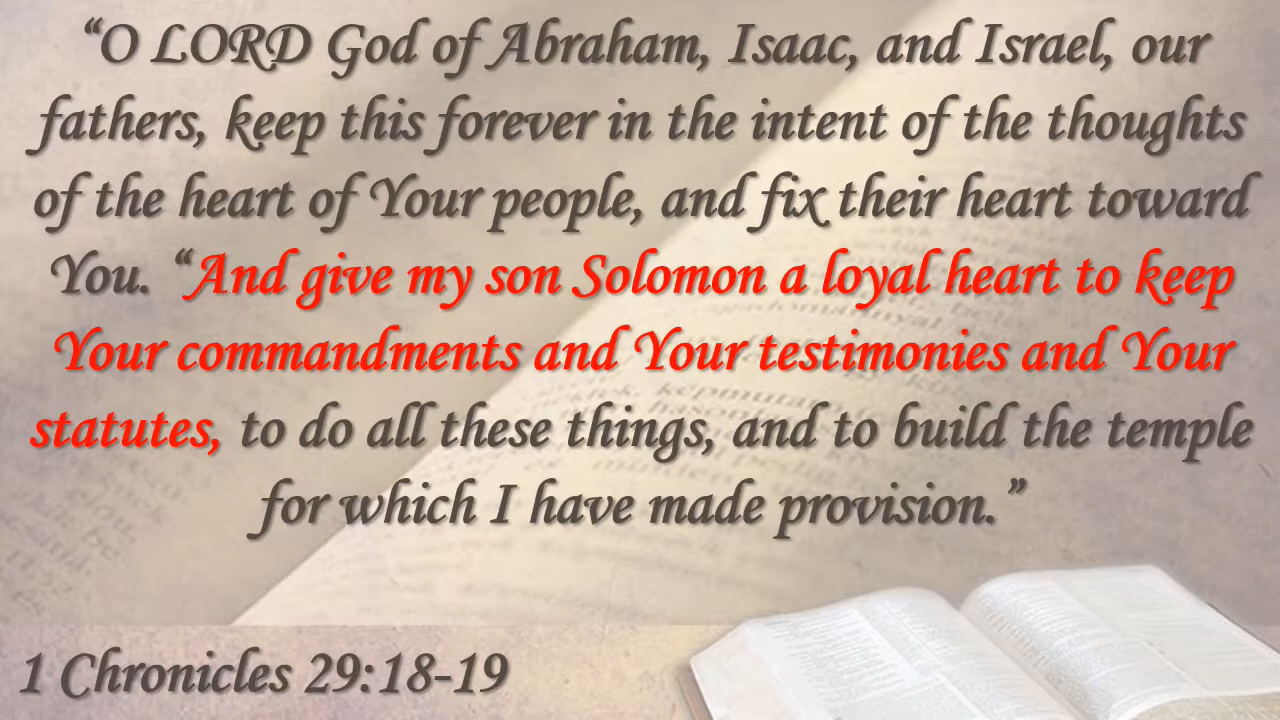 “O LORD God of Abraham, Isaac, and Israel, our
fathers, keep this forever in the intent of the thoughts
of the heart of Your people, and fix their heart toward
You. “And give my son Solomon a loyal heart to keep
Your commandments and Your testimonies and Your
statutes, to do all these things, and to build the temple
for which I have made provision.”
1 Chronicles 29:18-19